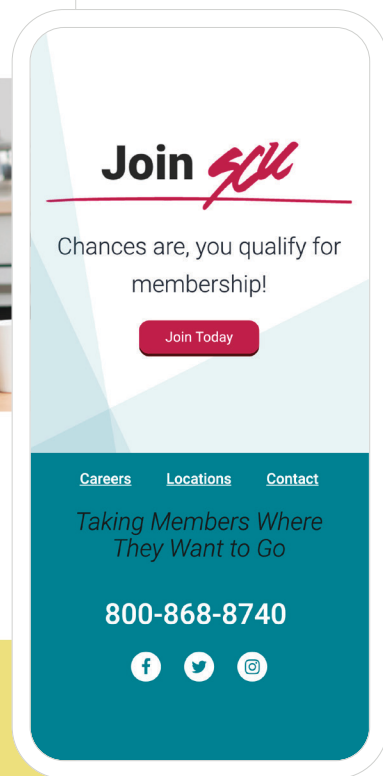 Join SCU
Chances are, you qualify for
membership!
Join Today
Careers Locations Contact
Taking Members Where
They Want to Go
800-868-8740